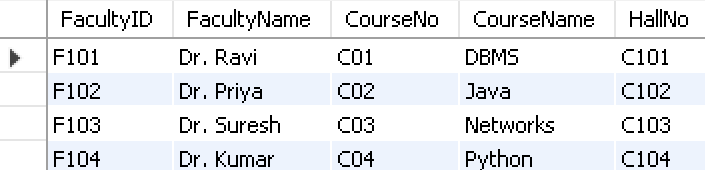 FacultyID FacultyName CourseNo CourseName HallNo
F101 Dr. Ravi C01 DBMS C101
F102 Dr. Priya C02 Java C102
F103 Dr. Suresh C03 Networks C103
F104 Dr. Kumar C04 Python C104